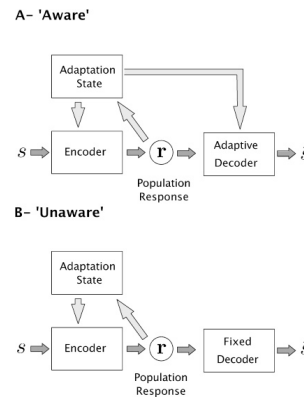 A- 'Aware'
Adaptation
State
s
Encoder
r
Adaptive
Decoder
Population
Response
B- 'Unaware'
Adaptation
State
s
Encoder
r
Fixed
Decoder
Population
Response